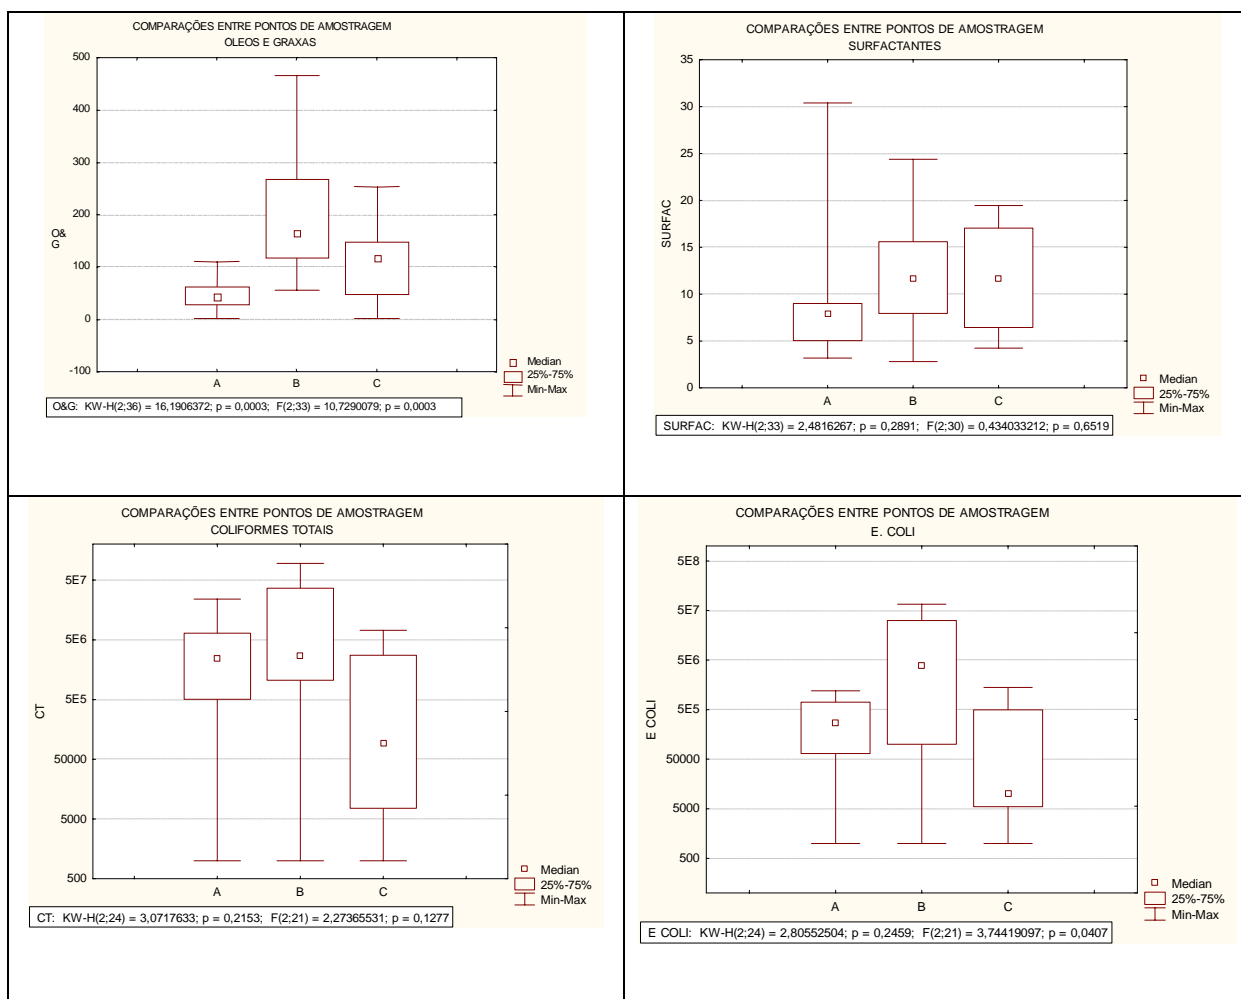 COMPARAÇÕES ENTRE PONTOS DE AMOSTRAGEM
OLEOS E GRAXAS
500
400
300
200
100
0
-100
O&
G
A B C
Median
25%-75%
Min-Max
O&G: KW-H(2;36) = 16,1906372; p = 0,0003; F(2;33) = 10,7290079; p = 0,0003
COMPARAÇÕES ENTRE PONTOS DE AMOSTRAGEM
SURFACTANTES
35
30
25
20
15
10
5
0
SURFAC
A B C
Median
25%-75%
Min-Max
SURFAC: KW-H(2;33) = 2,4816267; p = 0,2891; F(2;30) = 0,434033212; p = 0,6519
COMPARAÇÕES ENTRE PONTOS DE AMOSTRAGEM
COLIFORMES TOTAIS
5E7
5E6
5E5
50000
5000
500
CT
A B C
Median
25%-75%
Min-Max
CT: KW-H(2;24) = 3,0717633; p = 0,2153; F(2;21) = 2,27365531; p = 0,1277
COMPARAÇÕES ENTRE PONTOS DE AMOSTRAGEM
E. COLI
5E8
5E7
5E6
5E5
50000
5000
500
E COLI
A B C
Median
25%-75%
Min-Max
E COLI: KW-H(2;24) = 2,80552504; p = 0,2459; F(2;21) = 3,74419097; p = 0,0407